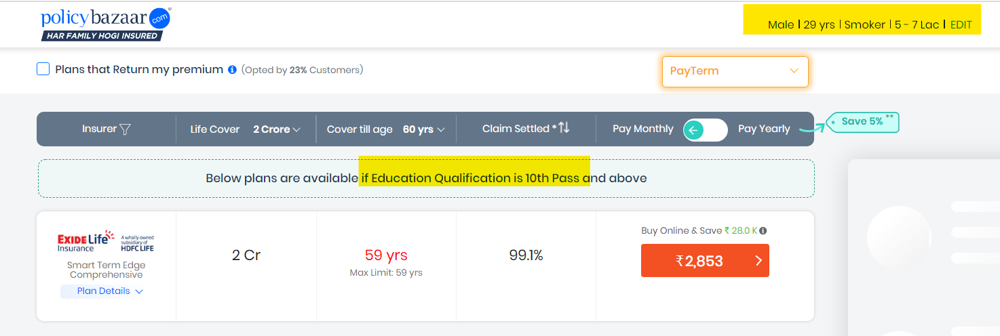 policybazaar.com
HAR FAMILY HOGI INSURED
Male | 29 yrs | Smoker | 5 - 7 Lac | EDIT
Plans that Return my premium i (Opted by 23% Customers)
PayTerm
Insurer Life Cover 2 Crore Cover till age 60 yrs Claim Settled * Pay Monthly Pay Yearly Save 5% **
Below plans are available if Education Qualification is 10th Pass and above
EXIDE Life
Insurance
A wholly owned
subsidiary of
HDFC LIFE
Smart Term Edge
Comprehensive
Plan Details
2 Cr
59 yrs
Max Limit: 59 yrs
99.1%
Buy Online & Save ₹ 28.0 K i
₹ 2,853